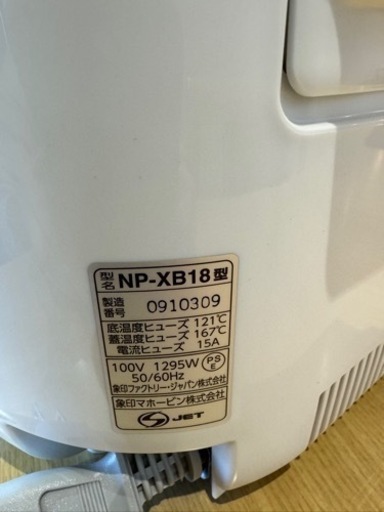 型名 NP-XB18型
製造番号 0910309
底温度ヒューズ 121℃
蓋温度ヒューズ 167℃
電流ヒューズ 15A
100V 1295W
50/60Hz
PSE
象印ファクトリー・ジャパン株式会社
象印マホービン株式会社
S JET